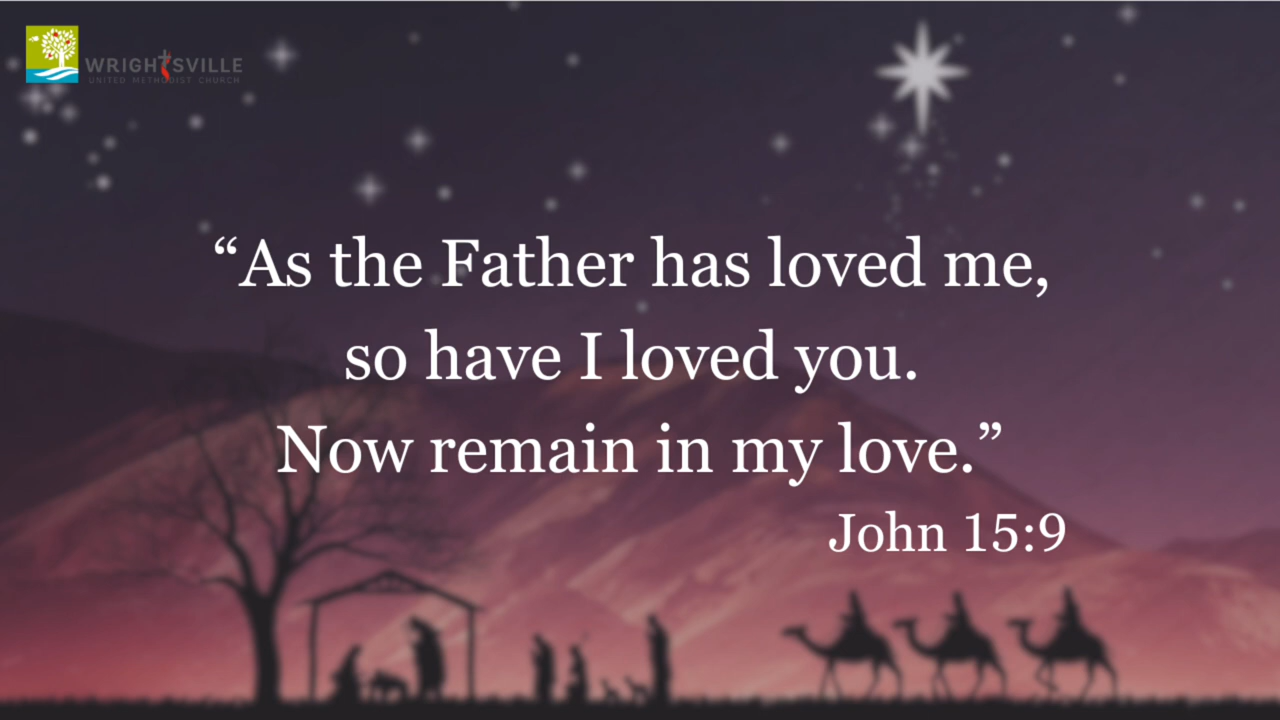 WRIGHTSVILLE
UNITED METHODIST CHURCH
“As the Father has loved me,
so have I loved you.
Now remain in my love.”
John 15:9